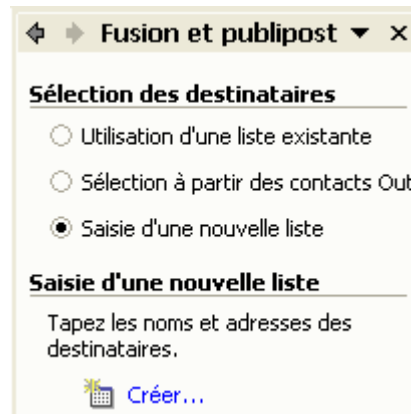 Fusion et publipost
Sélection des destinataires
Utilisation d'une liste existante
Sélection à partir des contacts Out
Saisie d'une nouvelle liste
Saisie d'une nouvelle liste
Tapez les noms et adresses des
destinataires.
Créer...